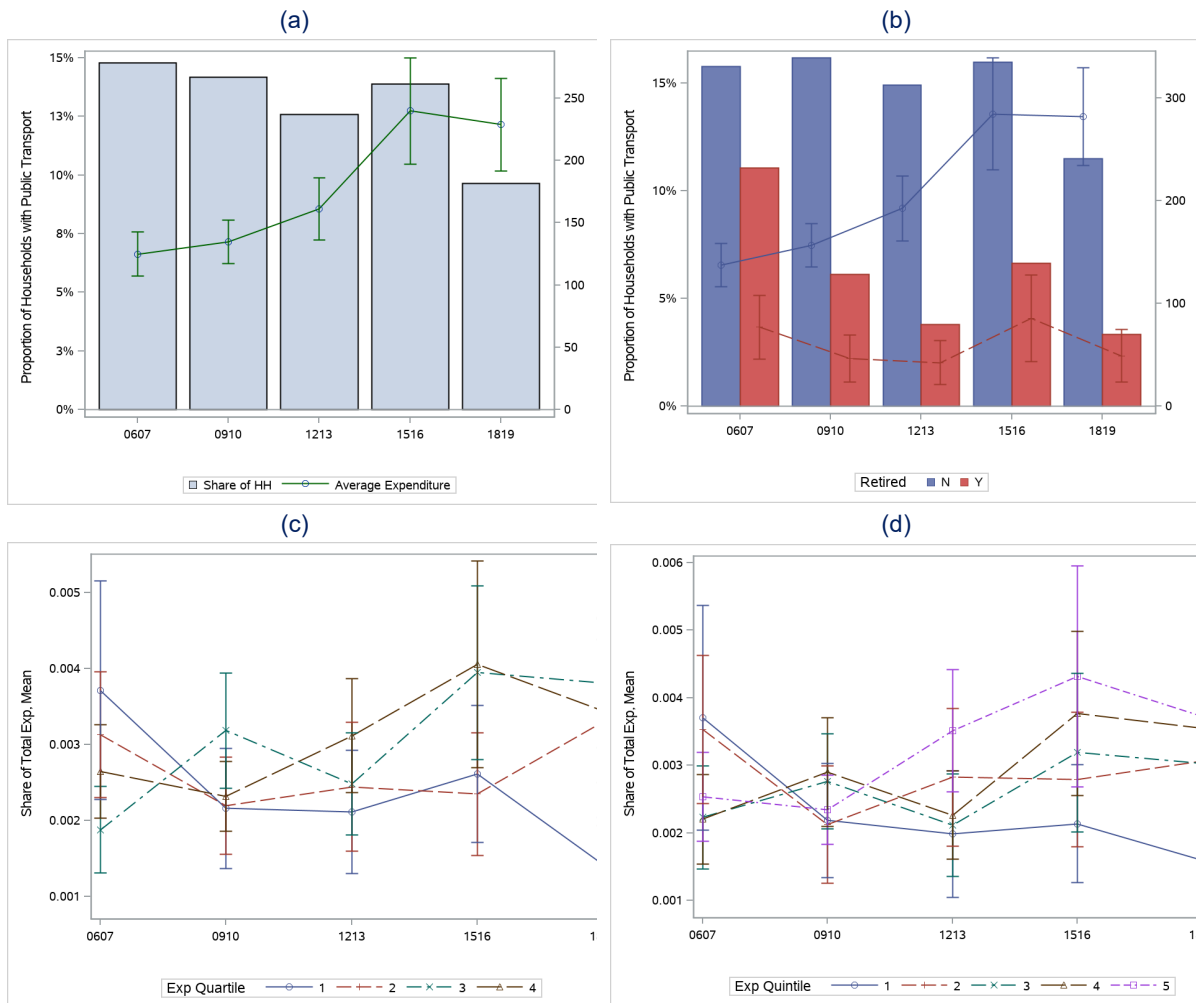 (a)
(b)
Proportion of Households with Public Transport
15%
13%
10%
8%
5%
3%
0%
250
200
150
100
50
0
0607 0910 1213 1516 1819
Share of HH Average Expenditure
Proportion of Households with Public Transport
15%
10%
5%
0%
300
200
100
0
0607 0910 1213 1516 1819
Retired N Y
(c)
(d)
Share of Total Exp, Mean
0.005
0.004
0.003
0.002
0.001
0607 0910 1213 1516 1
Exp Quartile 1 2 3 4
Share of Total Exp, Mean
0.006
0.005
0.004
0.003
0.002
0.001
0607 0910 1213 1516 1
Exp Quintile 1 2 3 4 5